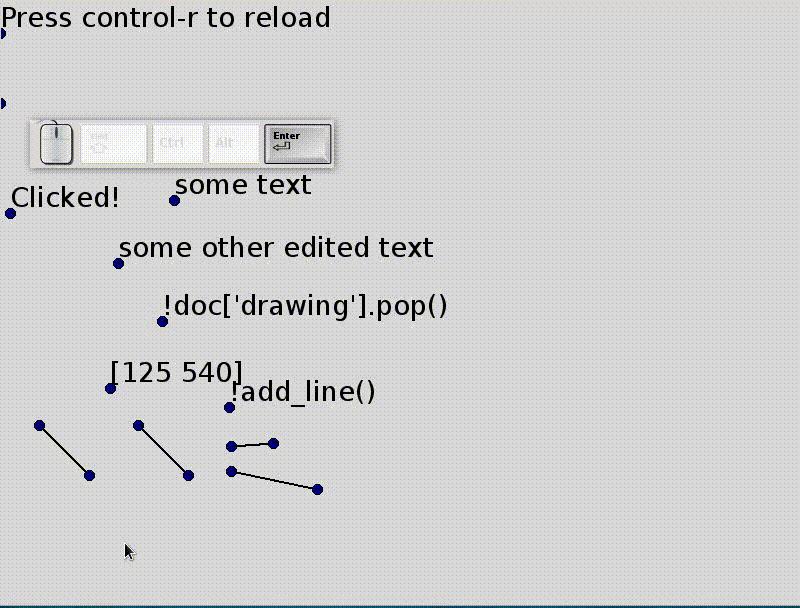 Press control-r to reload
Ctrl
Alt
Enter
some text
Clicked!
some other edited text
!doc['drawing'].pop()
[125 540]
!add_line()